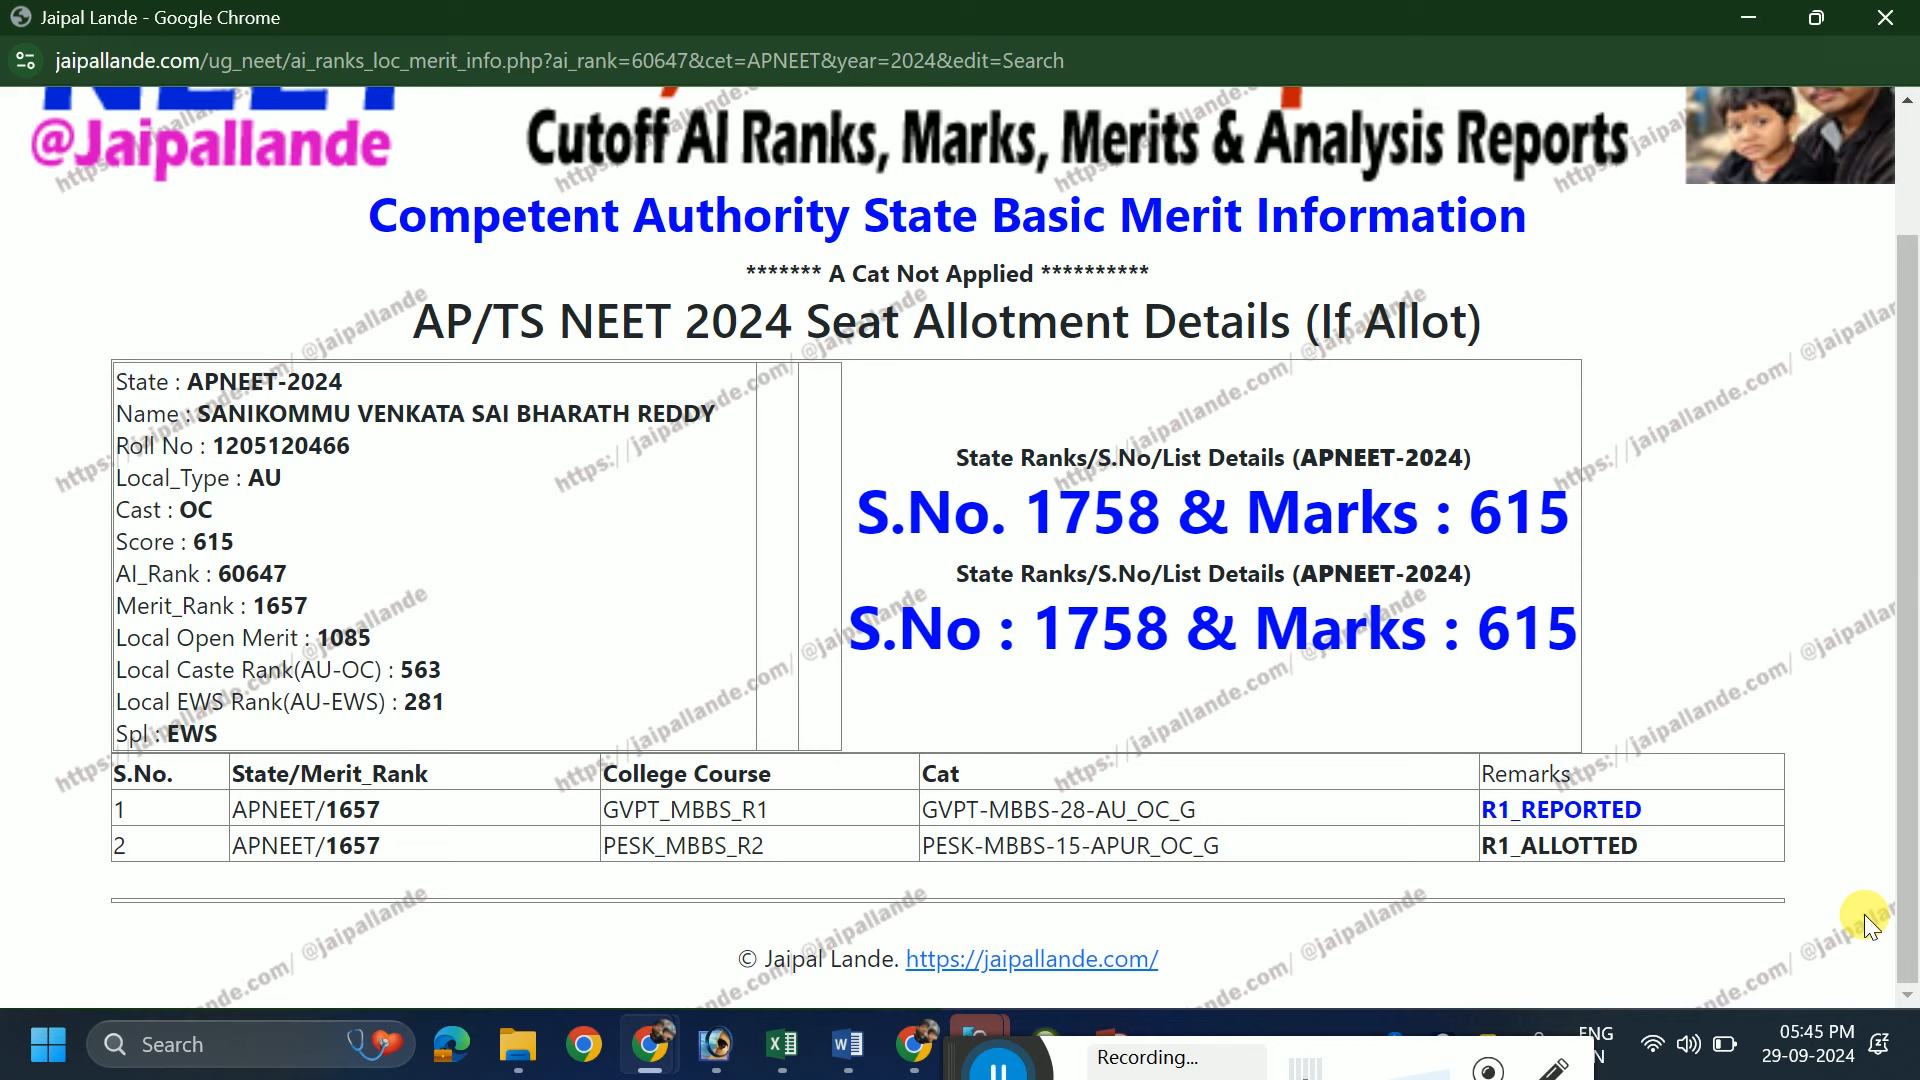 Jaipal Lande - Google Chrome
jaipallande.com/ug_neet/ai_ranks_loc_merit_info.php?ai_rank=60647&cet=APNEET&year=2024&edit=Search
@Jaipallande
Cutoff AI Ranks, Marks, Merits & Analysis Reports
Competent Authority State Basic Merit Information
******* A Cat Not Applied **********
AP/TS NEET 2024 Seat Allotment Details (If Allot)
State : APNEET-2024
Name : SANIKOMMU VENKATA SAI BHARATH REDDY
Roll No : 1205120466
Local_Type : AU
Cast : OC
Score : 615
AI_Rank : 60647
Merit_Rank : 1657
Local Open Merit : 1085
Local Caste Rank(AU-OC) : 563
Local EWS Rank(AU-EWS) : 281
Spl : EWS
State Ranks/S.No/List Details (APNEET-2024)
S.No. 1758 & Marks : 615
State Ranks/S.No/List Details (APNEET-2024)
S.No : 1758 & Marks : 615
S.No. State/Merit_Rank College Course Cat Remarks
1 APNEET/1657 GVPT_MBBS_R1 GVPT-MBBS-28-AU_OC_G R1_REPORTED
2 APNEET/1657 PESK_MBBS_R2 PESK-MBBS-15-APUR_OC_G R1_ALLOTTED
© Jaipal Lande. https://jaipallande.com/
https://jaipallande.com/ @jaipallande
Search
Recording...
ENG
05:45 PM
29-09-2024